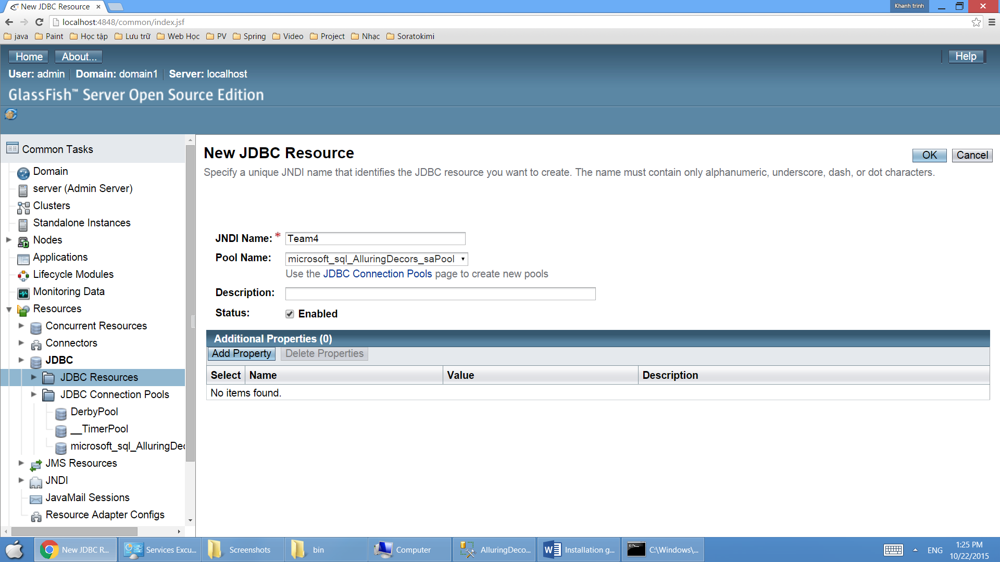 New JDBC Resource
Khanh trinh
localhost:4848/common/index.jsf
java Paint Học tập Lưu trữ Web Học PV Spring Video Project Nhạc Soratokimi
Home About... Help
User: admin Domain: domain1 Server: localhost
GlassFish™ Server Open Source Edition
Common Tasks
Domain
server (Admin Server)
Clusters
Standalone Instances
Nodes
Applications
Lifecycle Modules
Monitoring Data
Resources
Concurrent Resources
Connectors
JDBC
JDBC Resources
JDBC Connection Pools
DerbyPool
__TimerPool
microsoft_sql_AlluringDec
JMS Resources
JNDI
JavaMail Sessions
Resource Adapter Configs
New JDBC Resource
OK Cancel
Specify a unique JNDI name that identifies the JDBC resource you want to create. The name must contain only alphanumeric, underscore, dash, or dot characters.
JNDI Name: * Team4
Pool Name: microsoft_sql_AlluringDecors_saPool
Use the JDBC Connection Pools page to create new pools
Description:
Status: Enabled
Additional Properties (0)
Add Property Delete Properties
Select Name Value Description
No items found.
New JDBC R... Services Excu... Screenshots bin Computer AlluringDeco... Installation g... C:\Windows\...
ENG
1:25 PM
10/22/2015